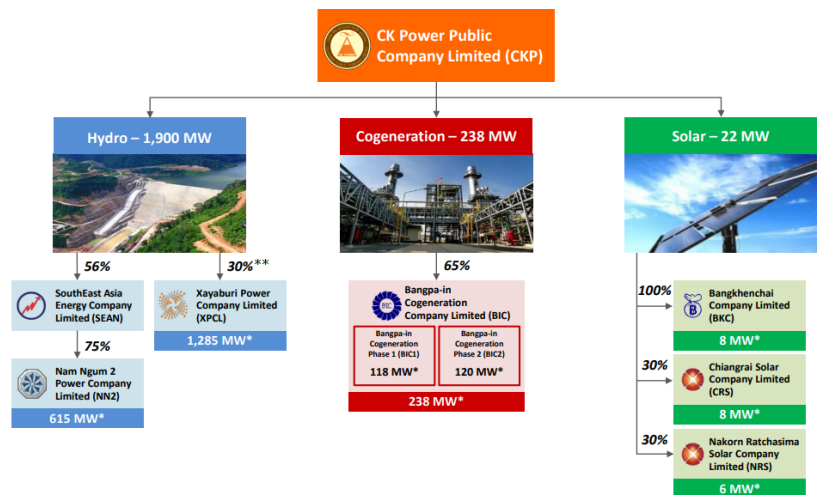 CK Power Public
Company Limited (CKP)
Hydro – 1,900 MW
Cogeneration – 238 MW
Solar – 22 MW
56%
30%**
65%
SouthEast Asia
Energy Company
Limited (SEAN)
Xayaburi Power
Company Limited
(XPCL)
1,285 MW*
75%
Nam Ngum 2
Power Company
Limited (NN2)
615 MW*
BIC
Bangpa-in
Cogeneration
Company Limited (BIC)
Bangpa-in
Cogeneration
Phase 1 (BIC1)
118 MW*
Bangpa-in
Cogeneration
Phase 2 (BIC2)
120 MW*
238 MW*
100%
B
Bangkhenchai
Company Limited
(BKC)
8 MW*
30%
Chiangrai Solar
Company Limited
(CRS)
8 MW*
30%
Nakorn Ratchasima
Solar Company
Limited (NRS)
6 MW*